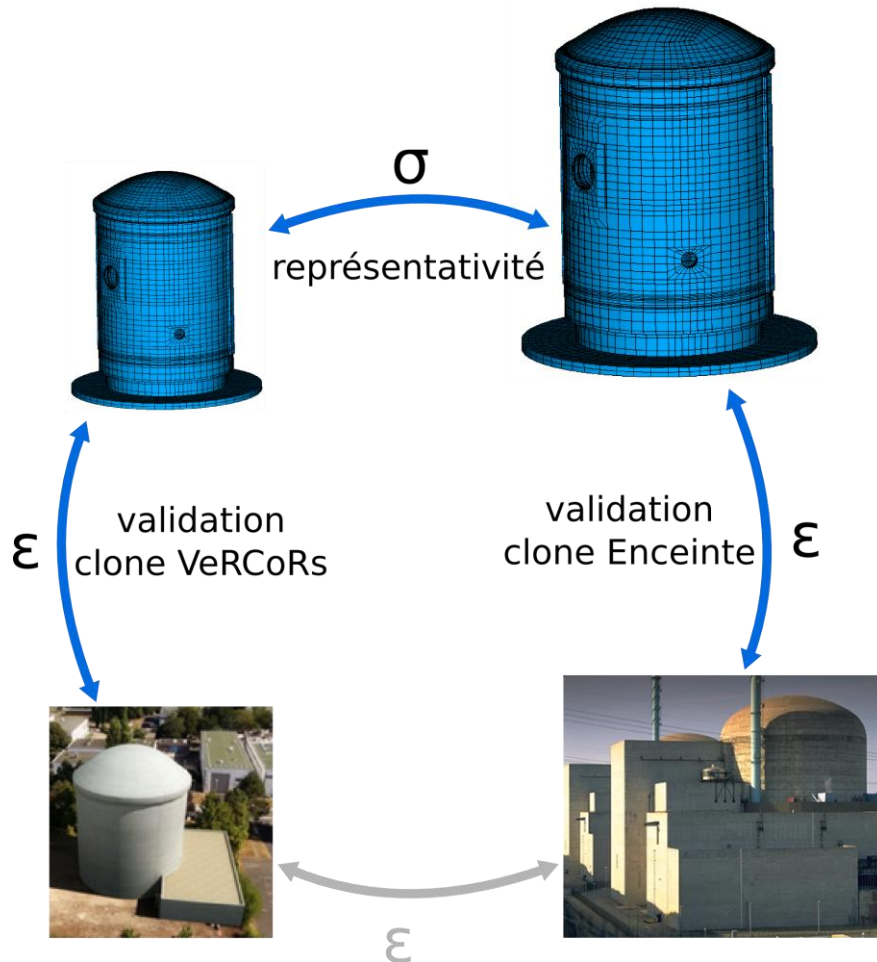 σ
représentativité
validation
clone VeRCoRs
ε
validation
clone Enceinte
ε
ε